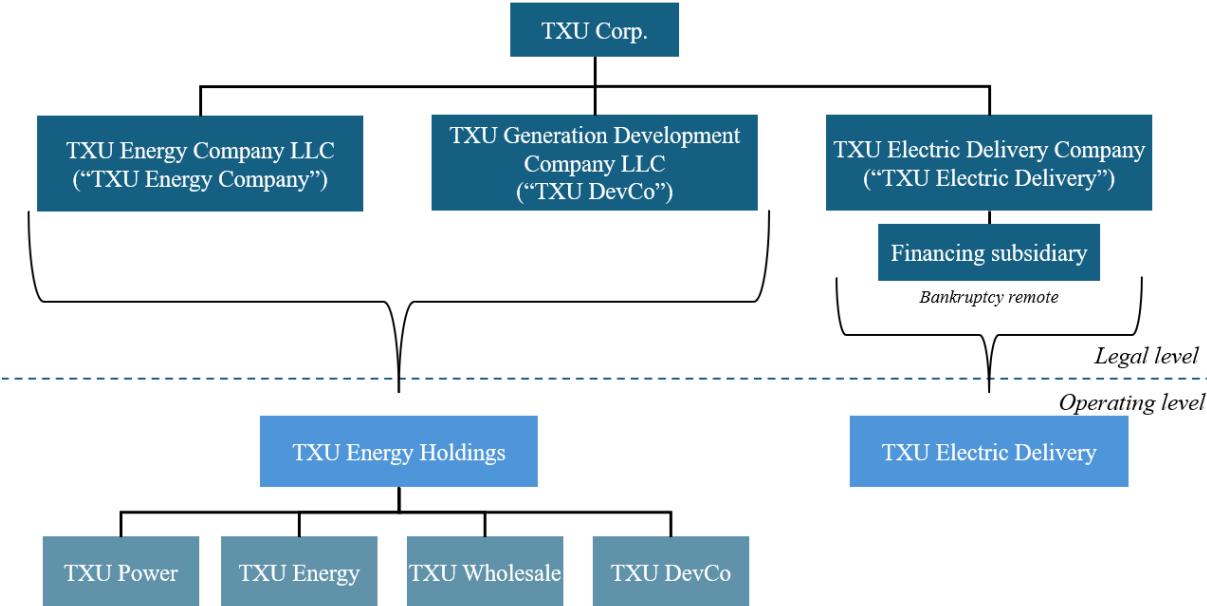 TXU Corp.
TXU Energy Company LLC
(“TXU Energy Company”)
TXU Generation Development
Company LLC
(“TXU DevCo”)
TXU Electric Delivery Company
(“TXU Electric Delivery”)
Financing subsidiary
Bankruptcy remote
Legal level
Operating level
TXU Energy Holdings
TXU Electric Delivery
TXU Power
TXU Energy
TXU Wholesale
TXU DevCo